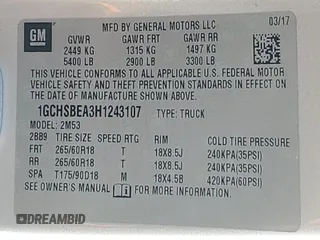 GM
MFD BY GENERAL MOTORS LLC 03/17
GVWR GAWR FRT GAWR RR
2449 KG 1315 KG 1497 KG
5400 LB 2900 LB 3300 LB
THIS VEHICLE CONFORMS TO ALL APPLICABLE U.S. FEDERAL MOTOR
VEHICLE SAFETY AND THEFT PREVENTION STANDARDS IN EFFECT ON
THE DATE OF MANUFACTURE SHOWN ABOVE.
1GCHSBEA3H1243107 TYPE: TRUCK
MODEL: 2M53
2889 TIRE SIZE SPEED RTG RIM COLD TIRE PRESSURE
FRT 265/60R18 T 18X8.5J 240KPA(35PSI)
RR 265/60R18 T 18X8.5J 240KPA(35PSI)
SPA T175/90D18 M 18X4.5B 420KPA(60PSI)
SEE OWNER'S MANUAL FOR MORE INFORMATION.
DREAMBID